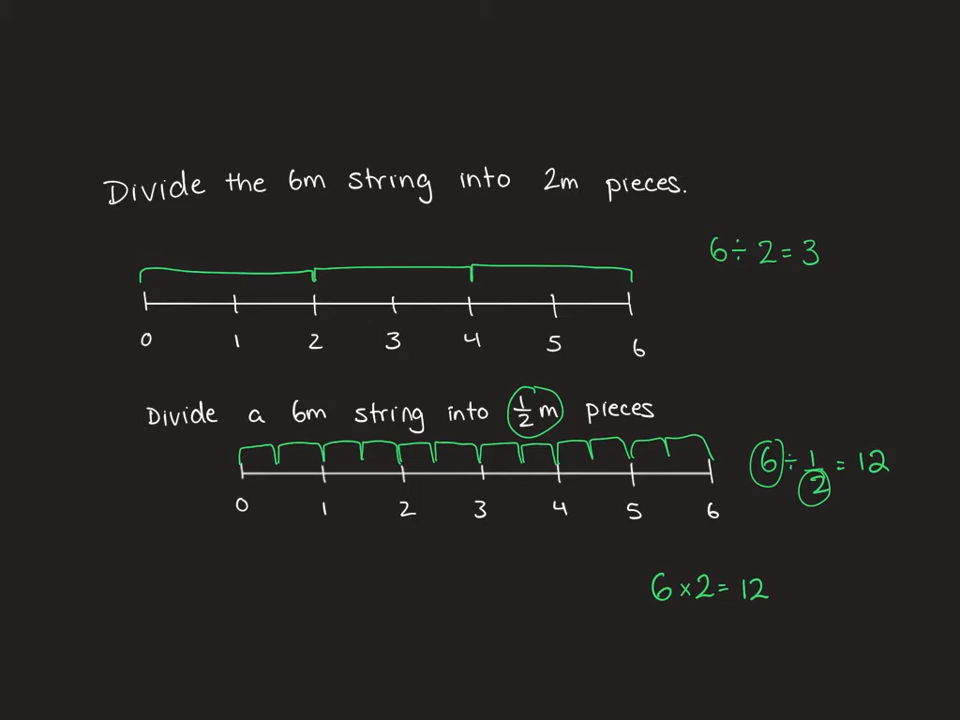 Divide the 6m string into 2m pieces.
6 ÷ 2 = 3
0 1 2 3 4 5 6
Divide a 6m string into 1/2 m pieces
6 ÷ 1/2 = 12
0 1 2 3 4 5 6
6 × 2 = 12